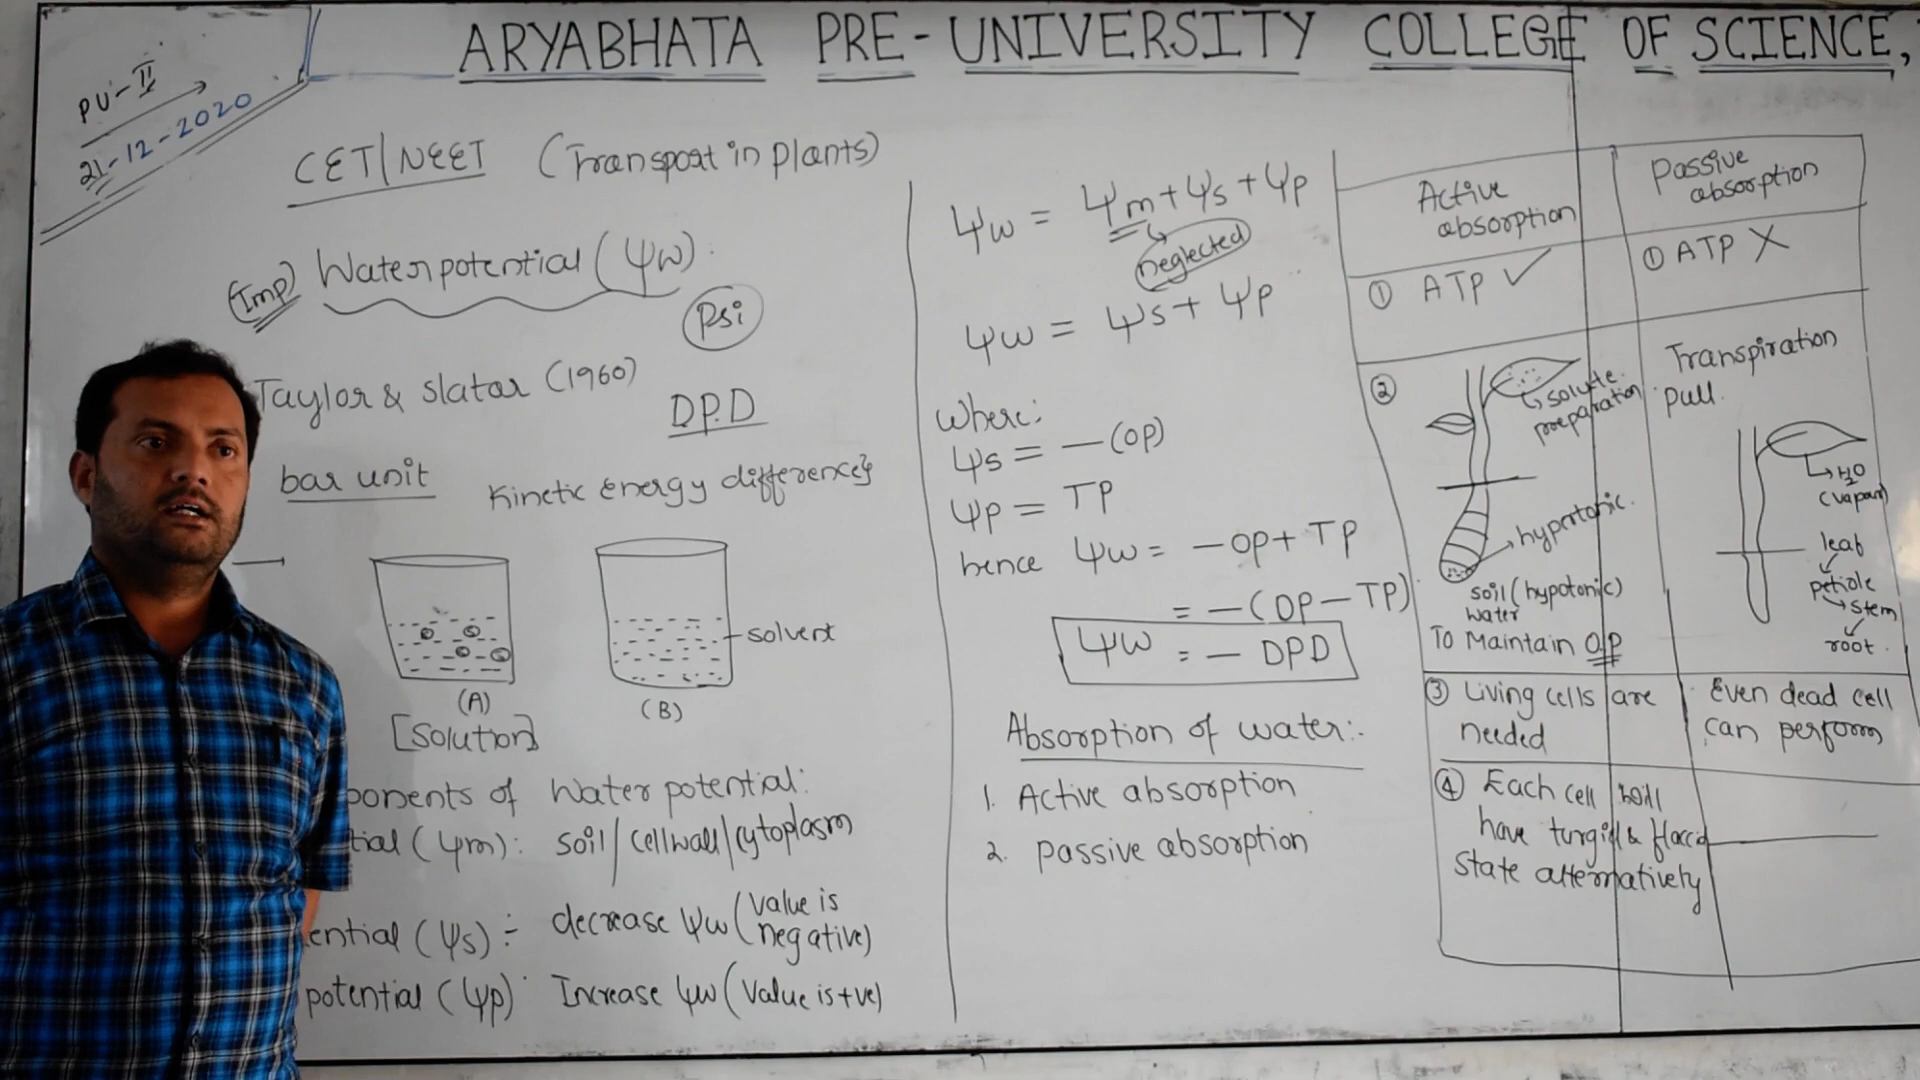 ARYABHATA PRE-UNIVERSITY COLLEGE OF SCIENCE,
PU-II
21-12-2020
CET/NEET (Transport in plants)
(Imp) Water potential (Ψw)
Psi
Taylor & Slatar (1960)
D.P.D
bar unit
Kinetic energy difference
solvent
(A)
(B)
[Solution]
ponents of Water potential:
tial (Ψm): soil/cellwall/cytoplasm
ential (Ψs) :- decrease Ψw (value is negative)
potential (Ψp) Increase Ψw (Value is +ve)
Ψw = Ψm + Ψs + Ψp
neglected
Ψw = Ψs + Ψp
Where:
Ψs = -(OP)
Ψp = TP
hence Ψw = -OP + TP
= -(OP - TP)
Ψw = - DPD
Absorption of water:-
1. Active absorption
2. Passive absorption
Active absorption
Passive absorption
① ATP ✓
① ATP X
②
solute preparation
hypertonic.
soil (hypotonic)
water
To Maintain OP
Transpiration pull.
H2O
(vapour)
leaf
petiole
stem
root.
③ Living cells are needed
Even dead cell can perform
④ Each cell will
have turgid & flaccid
State alternatively